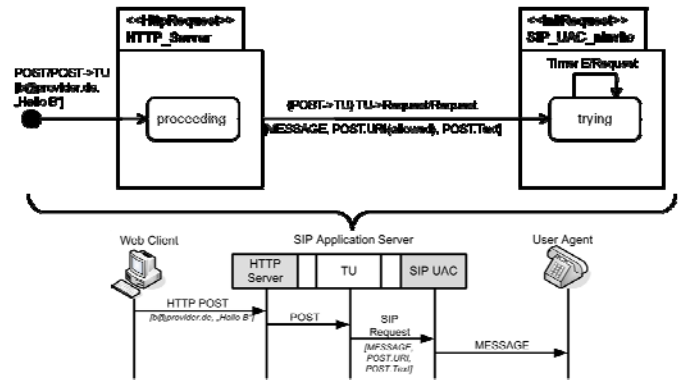 <<HttpRequest>>
HTTP_Server
<<InitRequest>>
POST/POST->TU
[b@provider.de,
„Hello B"]
proceeding
{POST->TU} TU->Request/Request
[MESSAGE, POST.URI(allowed), POST.Text]
Timer E/Request
trying
Web Client
SIP Application Server
User Agent
HTTP
Server
TU
SIP UAC
HTTP POST
[b@provider.de, „Hallo B"]
POST
SIP
Request
[MESSAGE,
POST.URI,
POST.Text]
MESSAGE